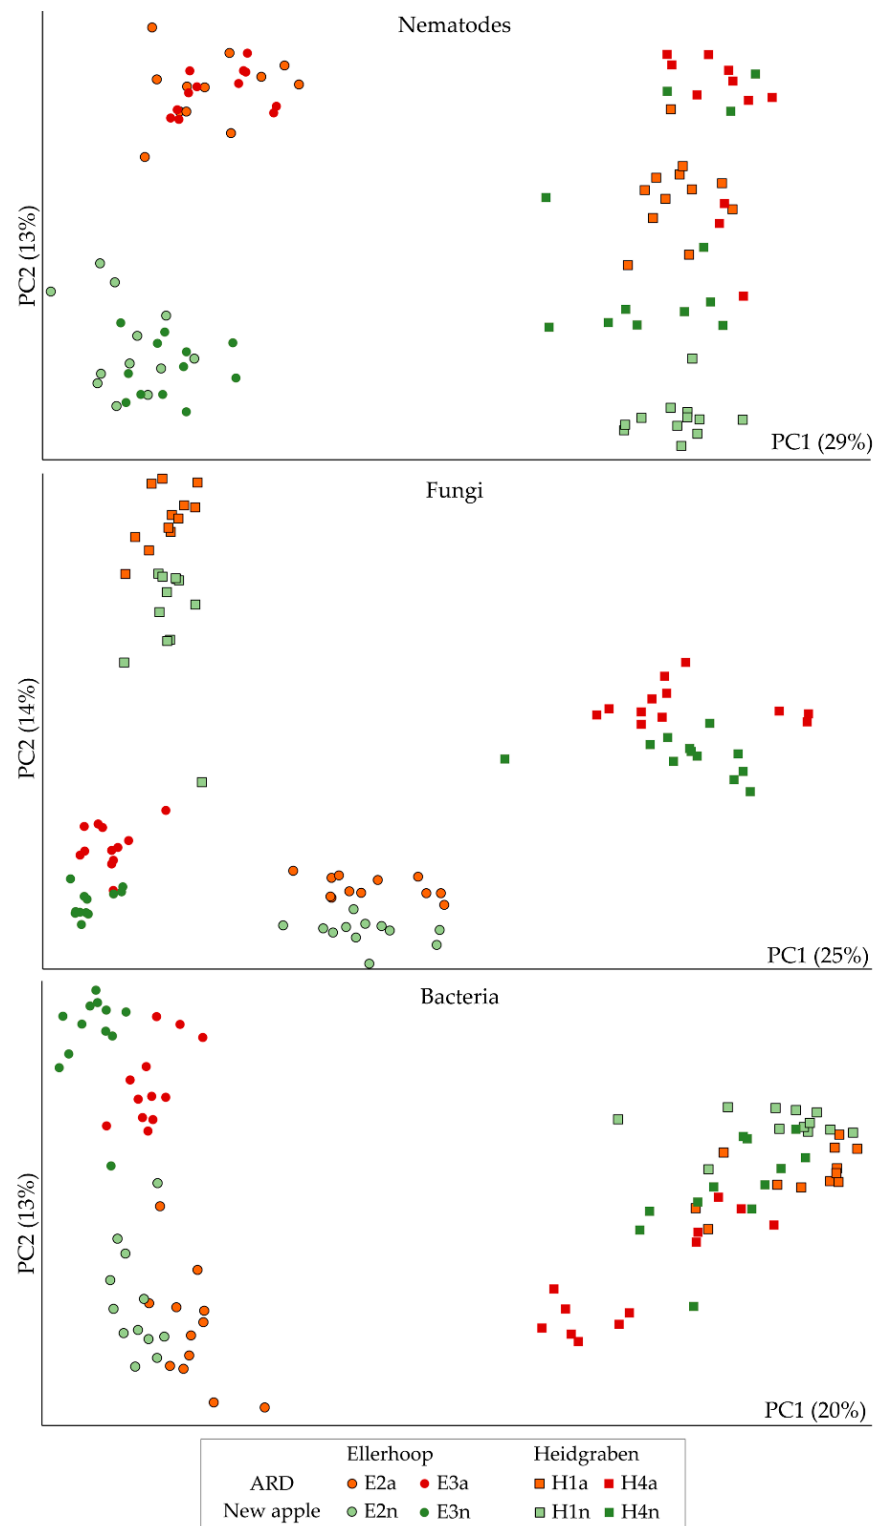 Nematodes
PC2 (13%)
PC1 (29%)
Fungi
PC2 (14%)
PC1 (25%)
Bacteria
PC2 (13%)
PC1 (20%)
Ellerhoop Heidgraben
ARD E2a E3a H1a H4a
New apple E2n E3n H1n H4n